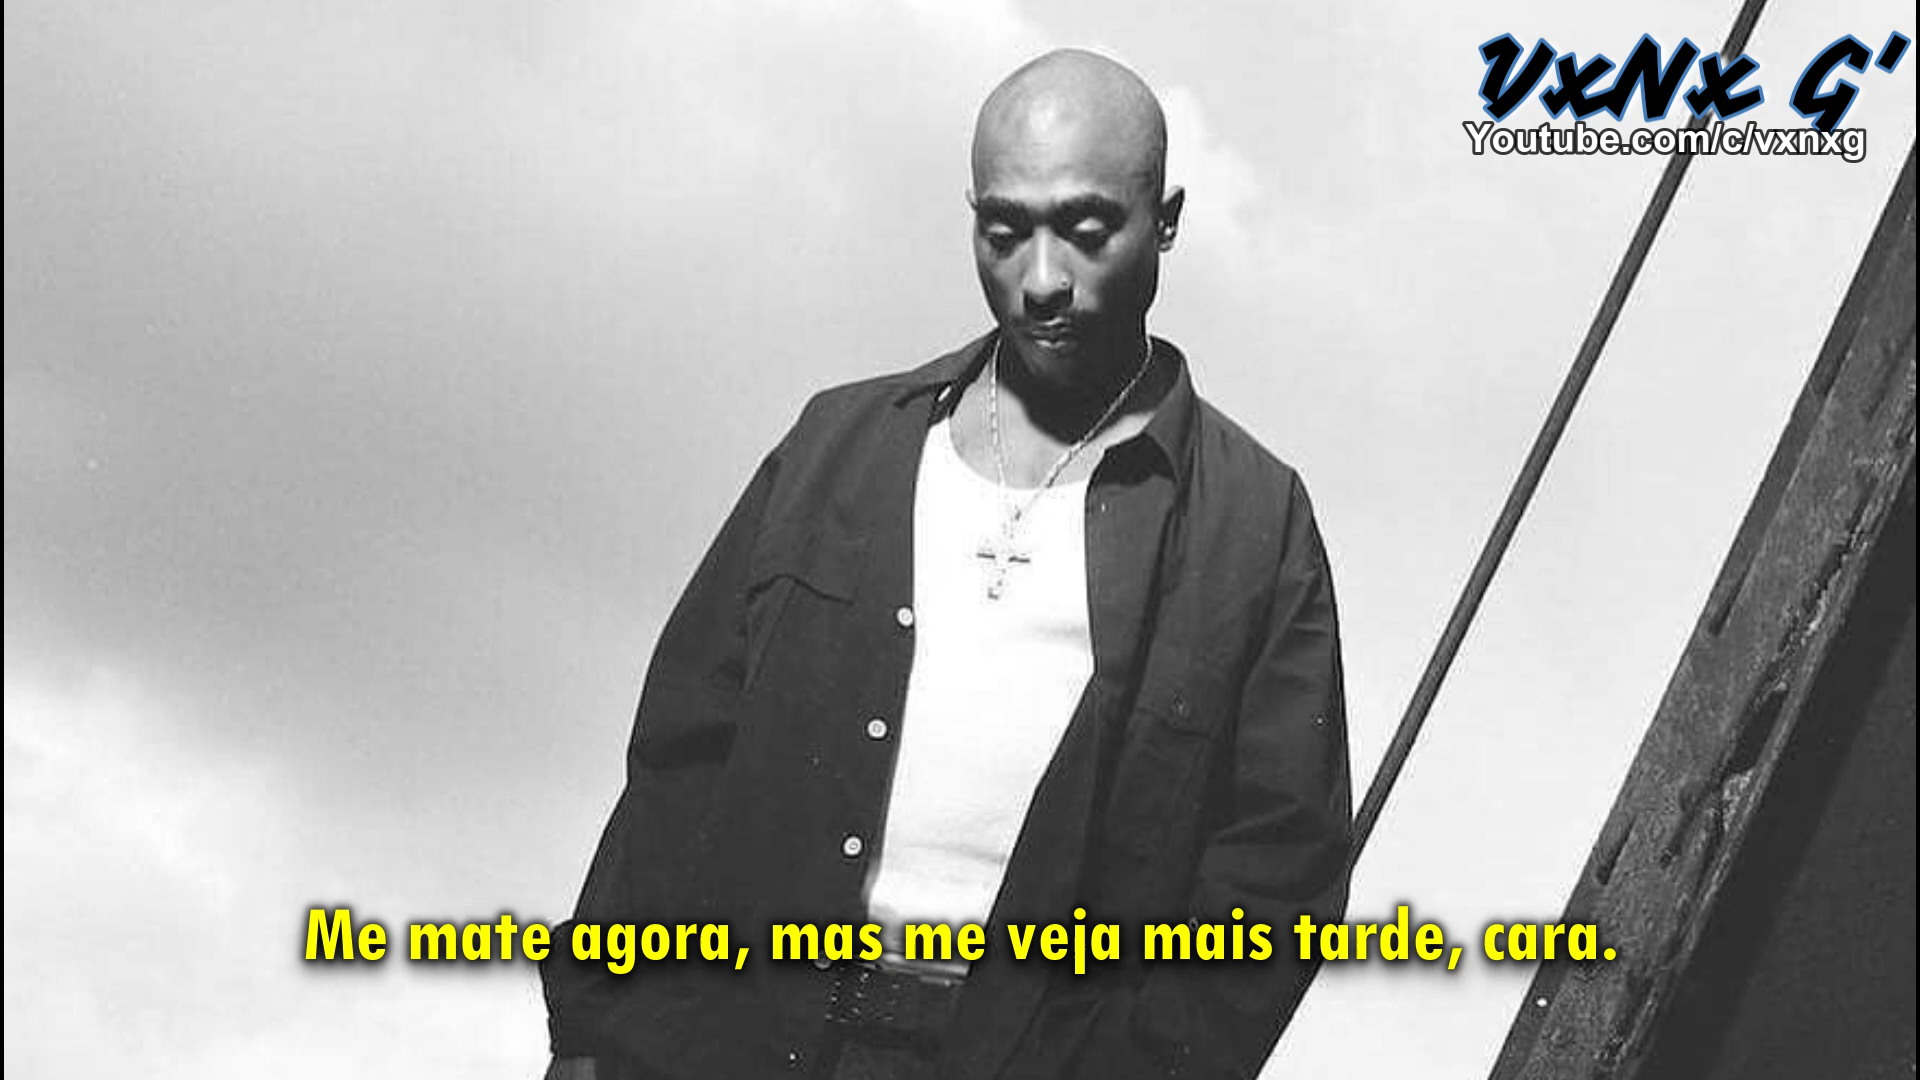 VxNx G'
Youtube.com/c/vxnxg
Me mate agora, mas me veja mais tarde, cara.